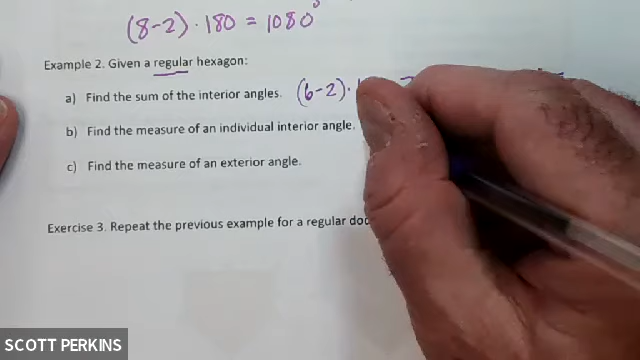 (8-2) · 180 = 1080°
Example 2. Given a regular hexagon:
a) Find the sum of the interior angles. (6-2) ·
b) Find the measure of an individual interior angle.
c) Find the measure of an exterior angle.
Exercise 3. Repeat the previous example for a regular
SCOTT PERKINS